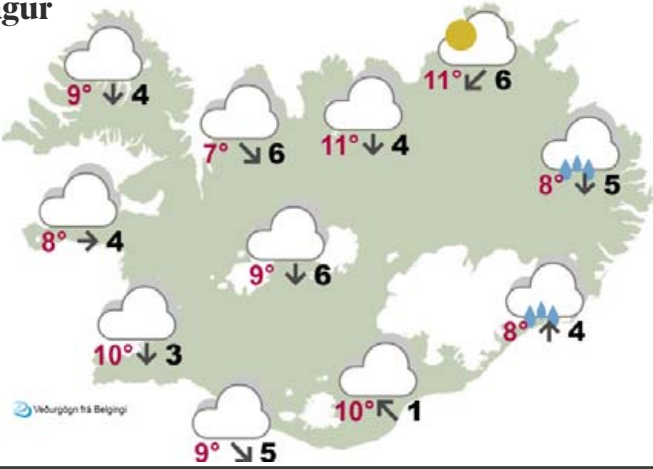 ngur
9° ↓ 4
11° ↙ 6
7° ↘ 6
11° ↓ 4
8° ↓ 5
8° → 4
9° ↓ 6
8° ↑ 4
10° ↓ 3
10° ↖ 1
Veðurgögn frá Belgingi
9° ↘ 5